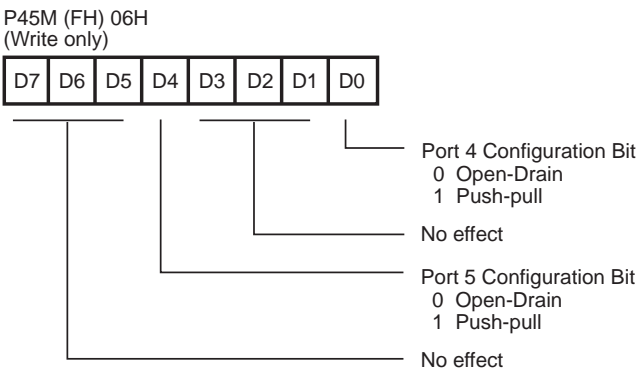 P45M (FH) 06H
(Write only)
D7 D6 D5 D4 D3 D2 D1 D0
Port 4 Configuration Bit
0 Open-Drain
1 Push-pull
No effect
Port 5 Configuration Bit
0 Open-Drain
1 Push-pull
No effect